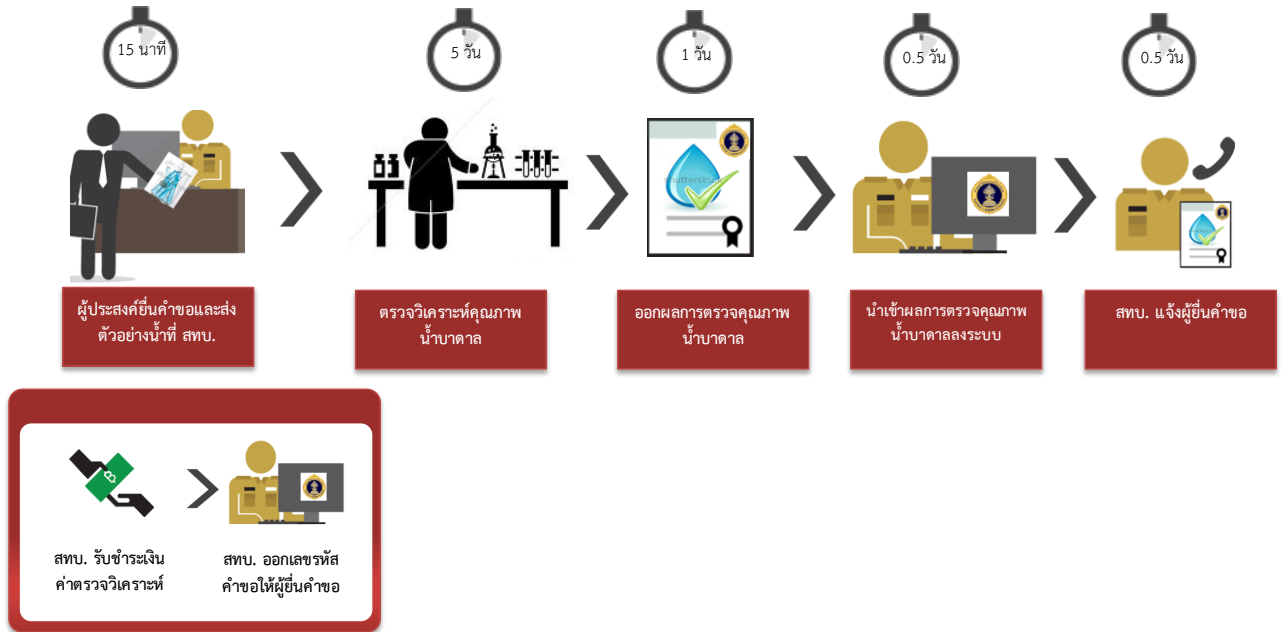 15 นาที
5 วัน
1 วัน
0.5 วัน
0.5 วัน
ผู้ประสงค์ยื่นคำขอและส่ง
ตัวอย่างน้ำที่ สทบ.
ตรวจวิเคราะห์คุณภาพ
น้ำบาดาล
ออกผลการตรวจคุณภาพ
น้ำบาดาล
นำเข้าผลการตรวจคุณภาพ
น้ำบาดาลลงระบบ
สทบ. แจ้งผู้ยื่นคำขอ
สทบ. รับชำระเงิน
ค่าตรวจวิเคราะห์
สทบ. ออกเลขรหัส
คำขอให้ผู้ยื่นคำขอ